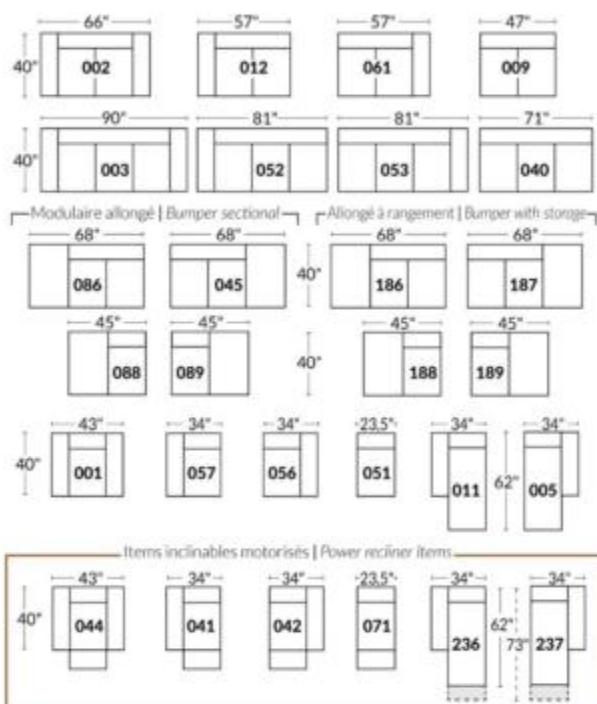 66" 57" 57" 47"
40" 002 012 061 009
90" 81" 81" 71"
40" 003 052 053 040
Modulaire allongé | Bumper sectional Allongé à rangement | Bumper with storage
68" 68" 68" 68"
086 045 40" 186 187
45" 45" 45" 45"
088 089 40" 188 189
43" 34" 34" 23,5" 34" 34"
40" 001 057 056 051 011 62" 005
Items inclinables motorisés | Power recliner items
43" 34" 34" 23,5" 34" 34"
40" 044 041 042 071 236 62" 73" 237